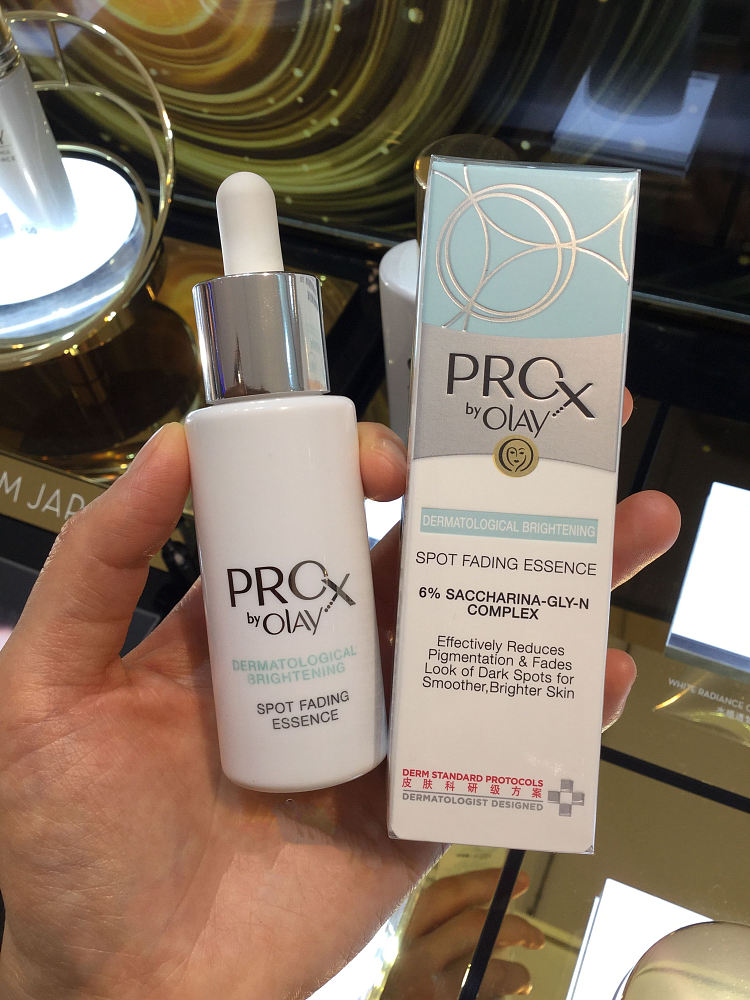 PROX
by OLAY
DERMATOLOGICAL
BRIGHTENING
SPOT FADING
ESSENCE
PROX
by OLAY
DERMATOLOGICAL BRIGHTENING
SPOT FADING ESSENCE
6% SACCHARINA-GLY-N
COMPLEX
Effectively Reduces
Pigmentation & Fades
Look of Dark Spots for
Smoother,Brighter Skin
DERM STANDARD PROTOCOLS
皮肤科研级方案
DERMATOLOGIST DESIGNED
WHITE RADIANCE